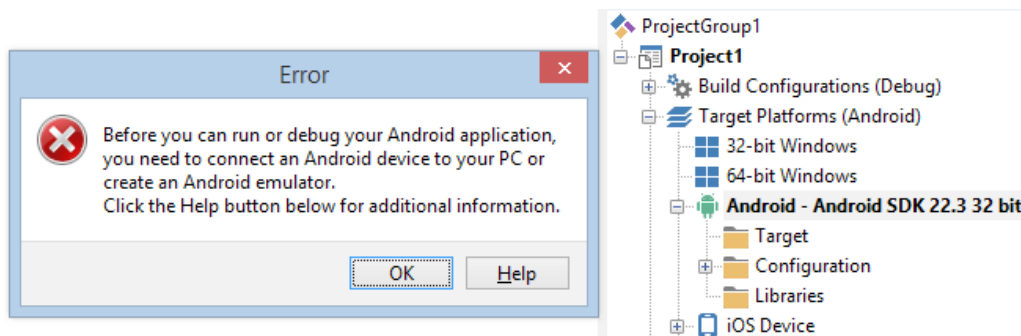 Error
Before you can run or debug your Android application,
you need to connect an Android device to your PC or
create an Android emulator.
Click the Help button below for additional information.
OK
Help
ProjectGroup1
Project1
Build Configurations (Debug)
Target Platforms (Android)
32-bit Windows
64-bit Windows
Android - Android SDK 22.3 32 bit
Target
Configuration
Libraries
iOS Device